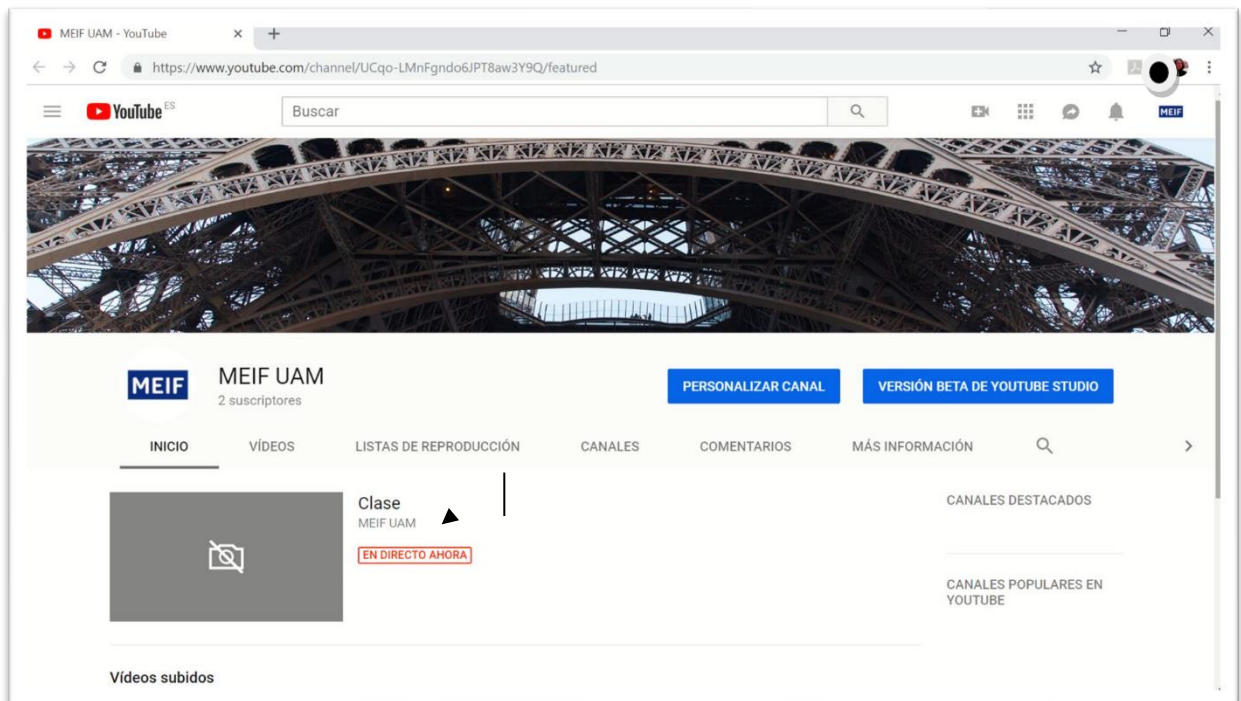 MEIF UAM - YouTube
https://www.youtube.com/channel/UCqo-LMnFgndo6JPT8aw3Y9Q/featured
YouTube ES
Buscar
MEIF
MEIF
MEIF UAM
2 suscriptores
PERSONALIZAR CANAL
VERSIÓN BETA DE YOUTUBE STUDIO
INICIO VÍDEOS LISTAS DE REPRODUCCIÓN CANALES COMENTARIOS MÁS INFORMACIÓN
Clase
MEIF UAM
EN DIRECTO AHORA
CANALES DESTACADOS
CANALES POPULARES EN
YOUTUBE
Vídeos subidos